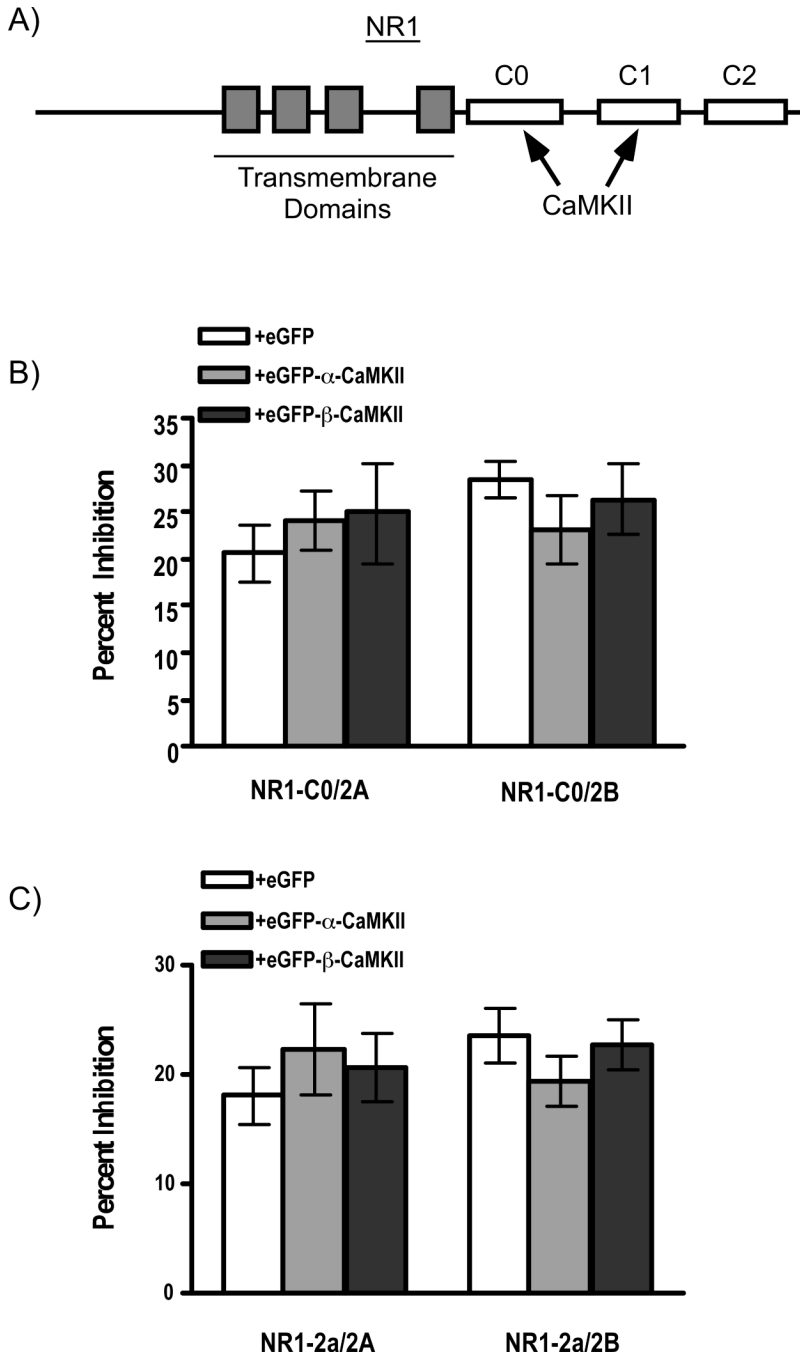 A)
NR1
C0 C1 C2
Transmembrane
Domains
CaMKII
B)
+eGFP
+eGFP-α-CaMKII
+eGFP-β-CaMKII
Percent Inhibition
35
30
25
20
15
10
5
0
NR1-C0/2A NR1-C0/2B
C)
+eGFP
+eGFP-α-CaMKII
+eGFP-β-CaMKII
Percent Inhibition
30
20
10
0
NR1-2a/2A NR1-2a/2B